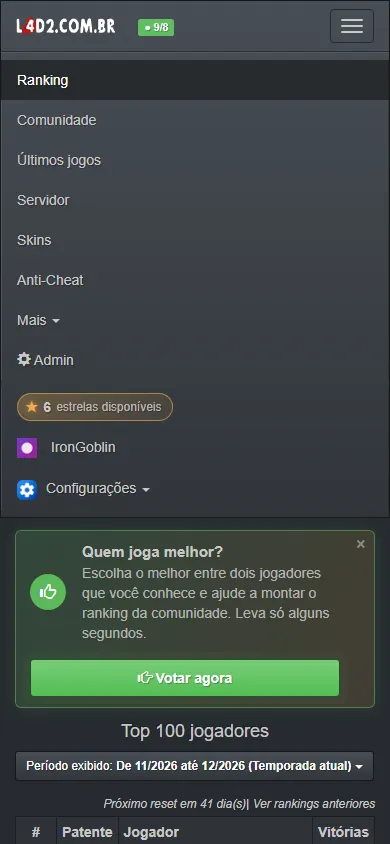 L4D2.COM.BR
● 9/8
Ranking
Comunidade
Últimos jogos
Servidor
Skins
Anti-Cheat
Mais
Admin
★ 6 estrelas disponíveis
IronGoblin
Configurações
Quem joga melhor?
×
Escolha o melhor entre dois jogadores
que você conhece e ajude a montar o
ranking da comunidade. Leva só alguns
segundos.
Votar agora
Top 100 jogadores
Período exibido: De 11/2026 até 12/2026 (Temporada atual)
Próximo reset em 41 dia(s)| Ver rankings anteriores
# Patente Jogador Vitórias